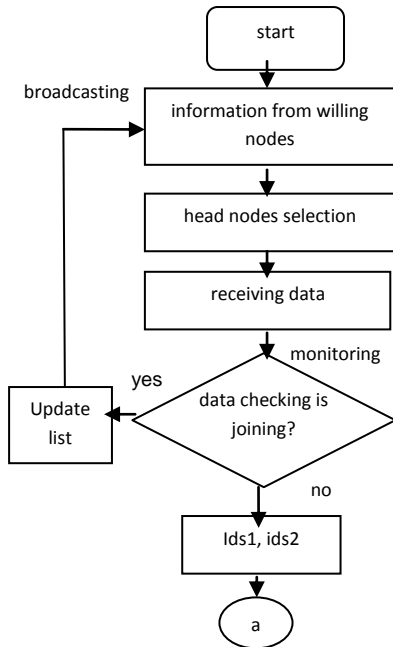 start
broadcasting
information from willing
nodes
head nodes selection
receiving data
monitoring
yes
data checking is
joining?
Update
list
no
Ids1, ids2
a